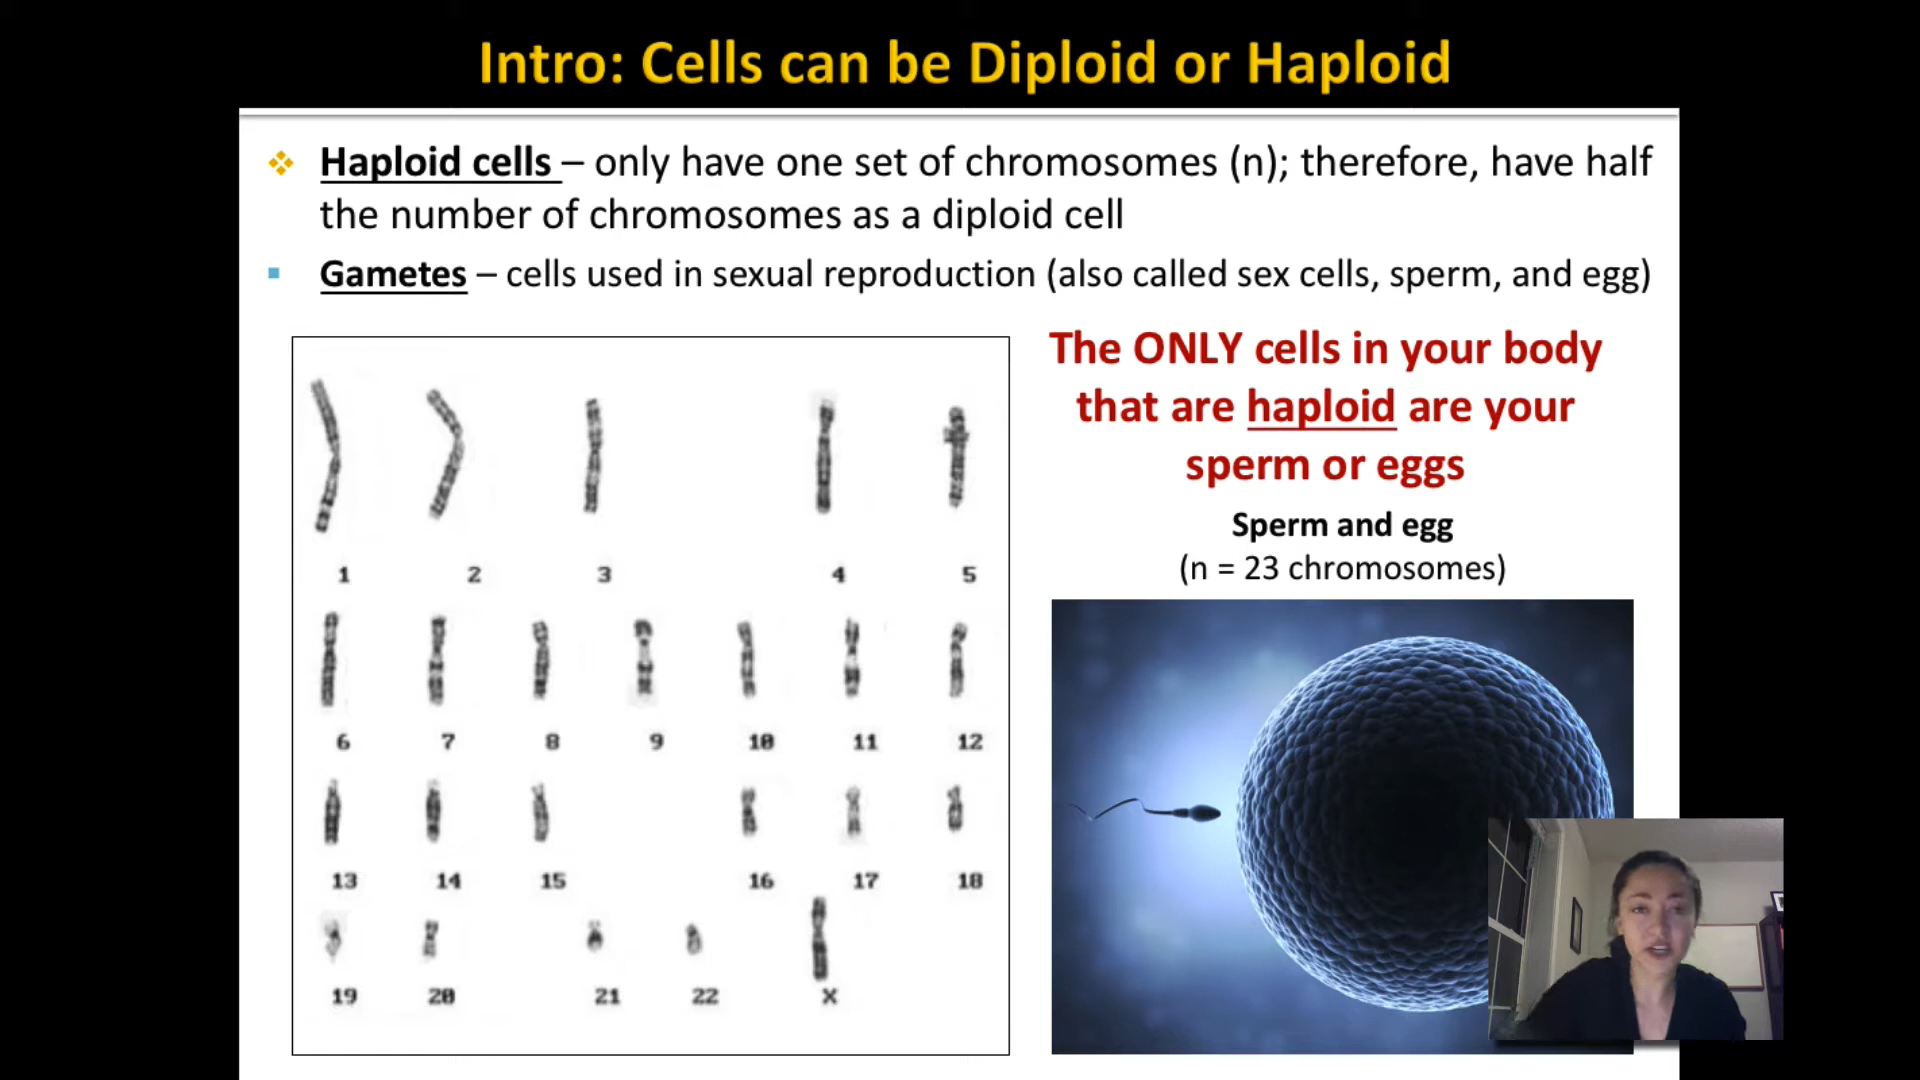 Intro: Cells can be Diploid or Haploid
Haploid cells – only have one set of chromosomes (n); therefore, have half
the number of chromosomes as a diploid cell
Gametes – cells used in sexual reproduction (also called sex cells, sperm, and egg)
The ONLY cells in your body
that are haploid are your
sperm or eggs
Sperm and egg
(n = 23 chromosomes)
1 2 3 4 5
6 7 8 9 10 11 12
13 14 15 16 17 18
19 20 21 22 X